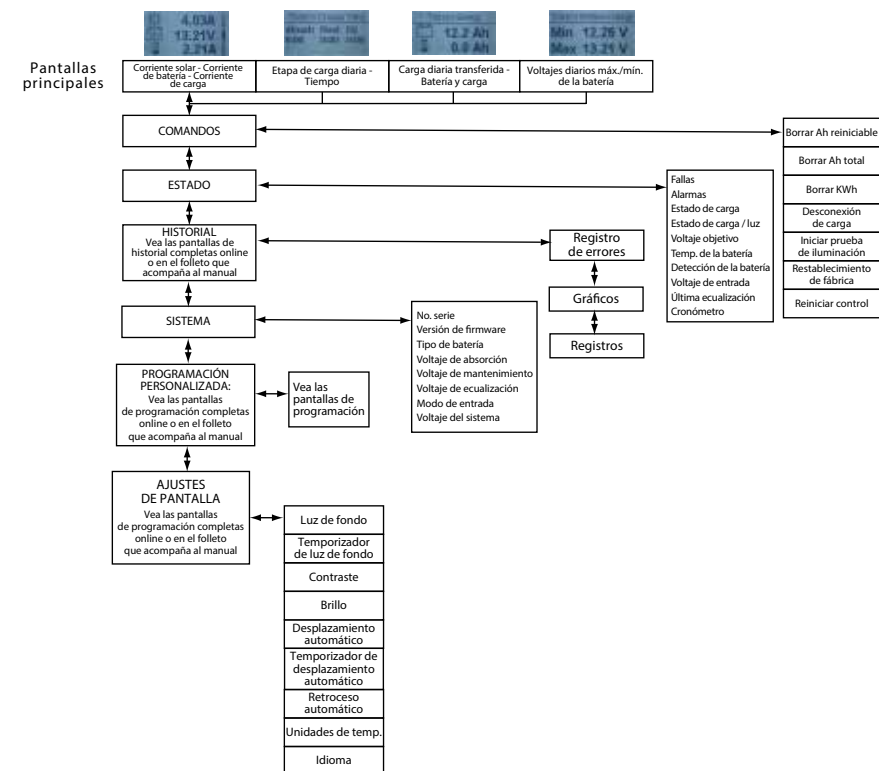 4.03A
13.21V
2.21A
12.2 Ah
0.0 Ah
Min 12.76 V
Max 13.21 V
Pantallas
principales
Corriente solar - Corriente
de batería - Corriente
de carga
Etapa de carga diaria -
Tiempo
Carga diaria transferida -
Batería y carga
Voltajes diarios máx./mín.
de la batería
COMANDOS
Borrar Ah reiniciable
Borrar Ah total
Borrar KWh
Desconexión
de carga
Iniciar prueba
de iluminación
Restablecimiento
de fábrica
Reiniciar control
ESTADO
Fallas
Alarmas
Estado de carga
Estado de carga / luz
Voltaje objetivo
Temp. de la batería
Detección de la batería
Voltaje de entrada
Última ecualización
Cronómetro
HISTORIAL
Vea las pantallas de
historial completas online
o en el folleto que
acompaña al manual
Registro
de errores
Gráficos
Registros
SISTEMA
No. serie
Versión de firmware
Tipo de batería
Voltaje de absorción
Voltaje de mantenimiento
Voltaje de ecualización
Modo de entrada
Voltaje del sistema
PROGRAMACIÓN
PERSONALIZADA:
Vea las pantallas
de programación completas
online o en el folleto
que acompaña al manual
Vea las
pantallas de
programación
AJUSTES
DE PANTALLA
Vea las pantallas
de programación completas
online o en el folleto
que acompaña al manual
Luz de fondo
Temporizador
de luz de fondo
Contraste
Brillo
Desplazamiento
automático
Temporizador de
desplazamiento
automático
Retroceso
automático
Unidades de temp.
Idioma